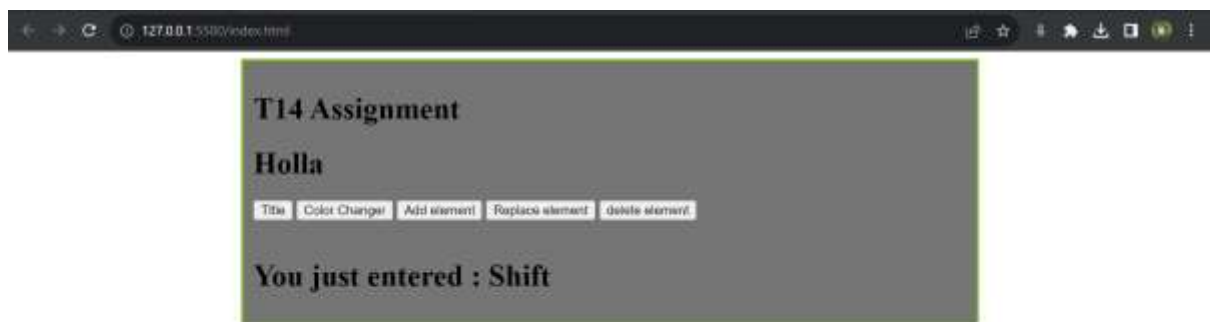 127.0.0.1:5500/index.html
T14 Assignment
Holla
Title Color Changer Add element Replace element delete element
You just entered : Shift